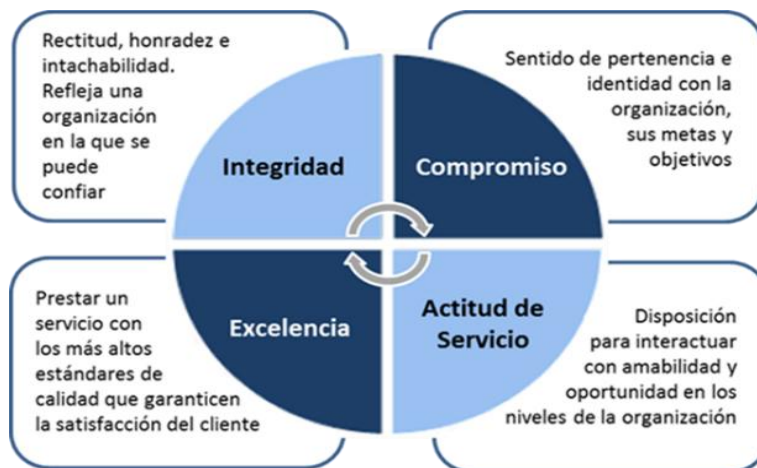 Rectitud, honradez e
intachabilidad.
Refleja una
organización
en la que se
puede
confiar
Integridad
Compromiso
Sentido de pertenencia e
identidad con la
organización,
sus metas y
objetivos
Prestar un
servicio con
los más altos
estándares de
calidad que garanticen
la satisfacción del cliente
Excelencia
Actitud de
Servicio
Disposición
para interactuar
con amabilidad y
oportunidad en los
niveles de la organización